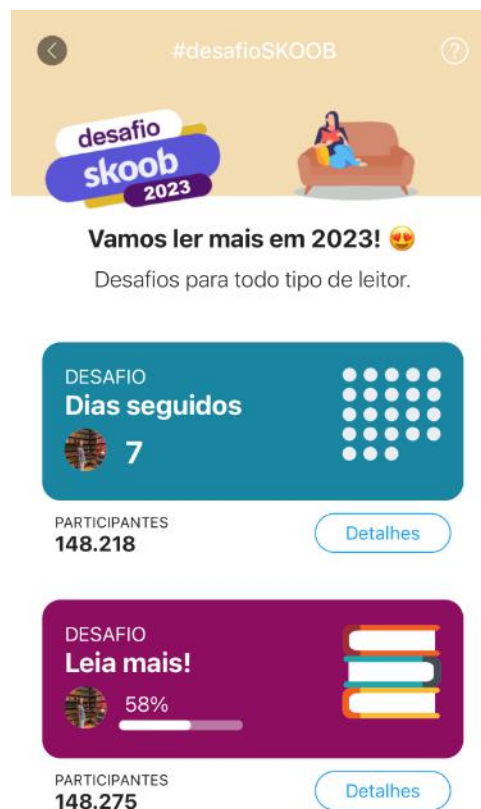 #desafioSKOOB
?
desafio
skoob
2023
Vamos ler mais em 2023! 😍
Desafios para todo tipo de leitor.
DESAFIO
Dias seguidos
7
PARTICIPANTES
148.218
Detalhes
DESAFIO
Leia mais!
58%
PARTICIPANTES
148.275
Detalhes